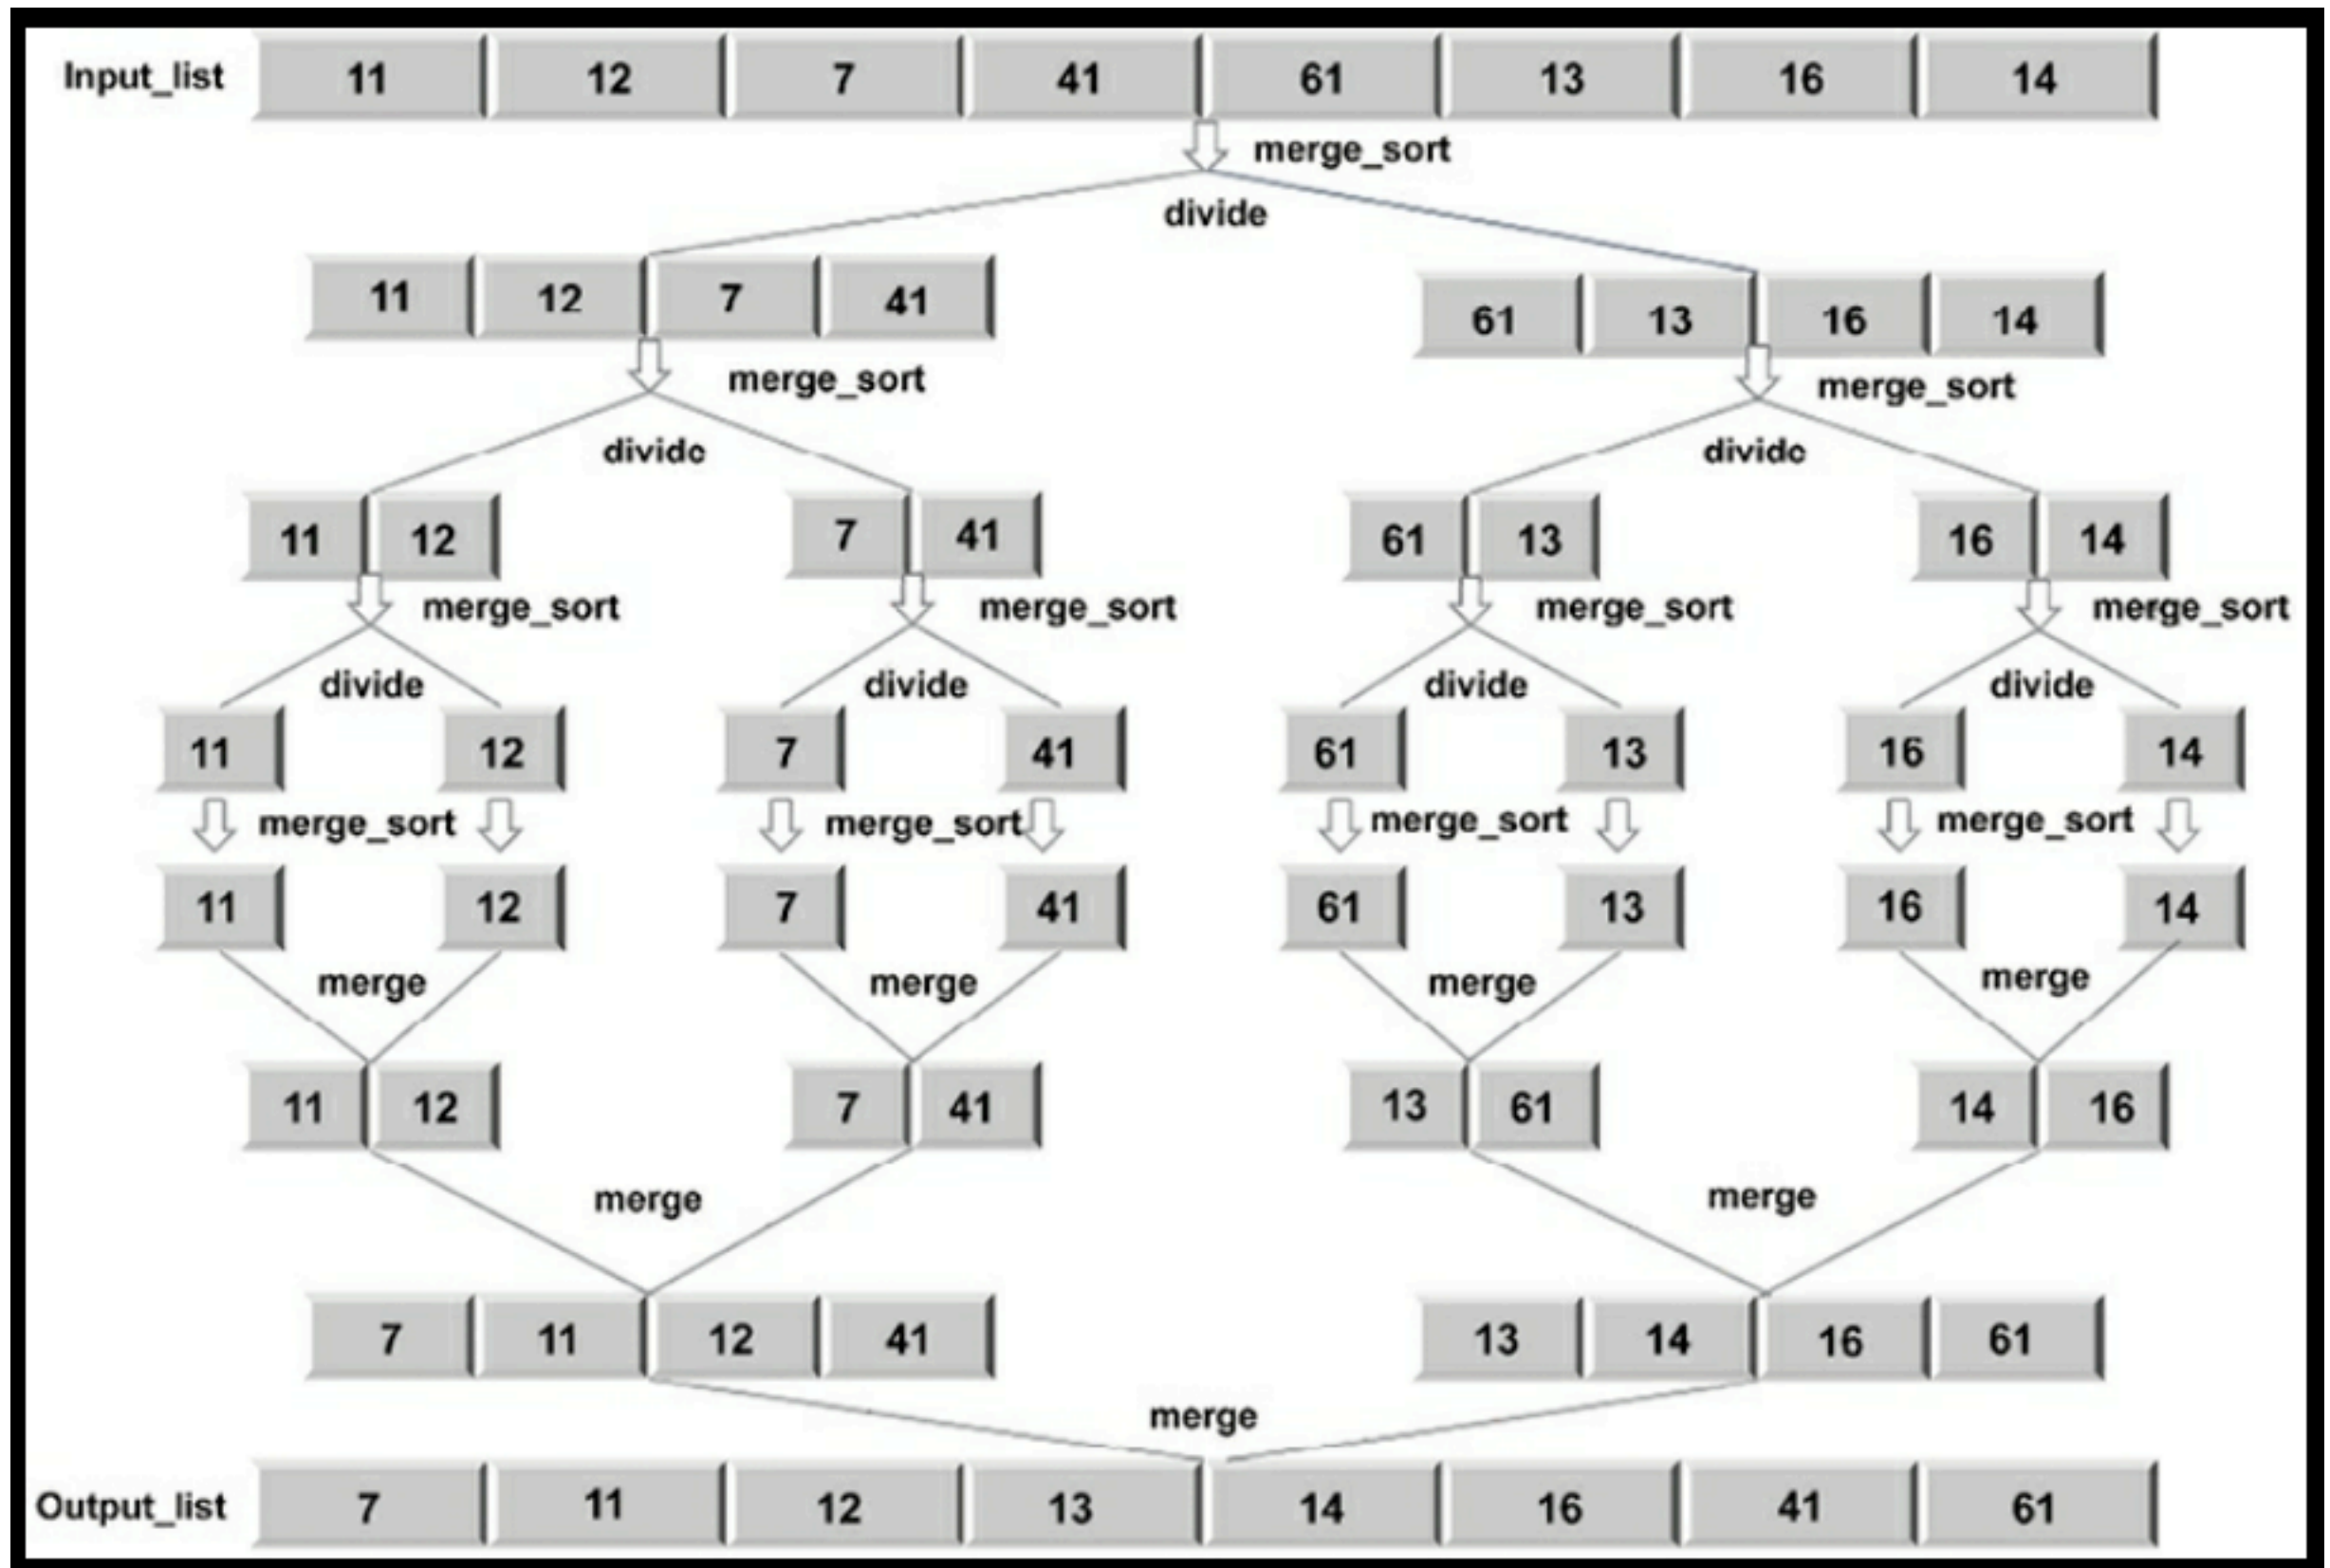 Input_list 11 12 7 41 61 13 16 14
merge_sort
divide
11 12 7 41 61 13 16 14
merge_sort merge_sort
divide divide
11 12 7 41 61 13 16 14
merge_sort merge_sort merge_sort merge_sort
divide divide divide divide
11 12 7 41 61 13 16 14
merge_sort merge_sort merge_sort merge_sort
11 12 7 41 61 13 16 14
merge merge merge merge
11 12 7 41 13 61 14 16
merge merge
7 11 12 41 13 14 16 61
merge
Output_list 7 11 12 13 14 16 41 61